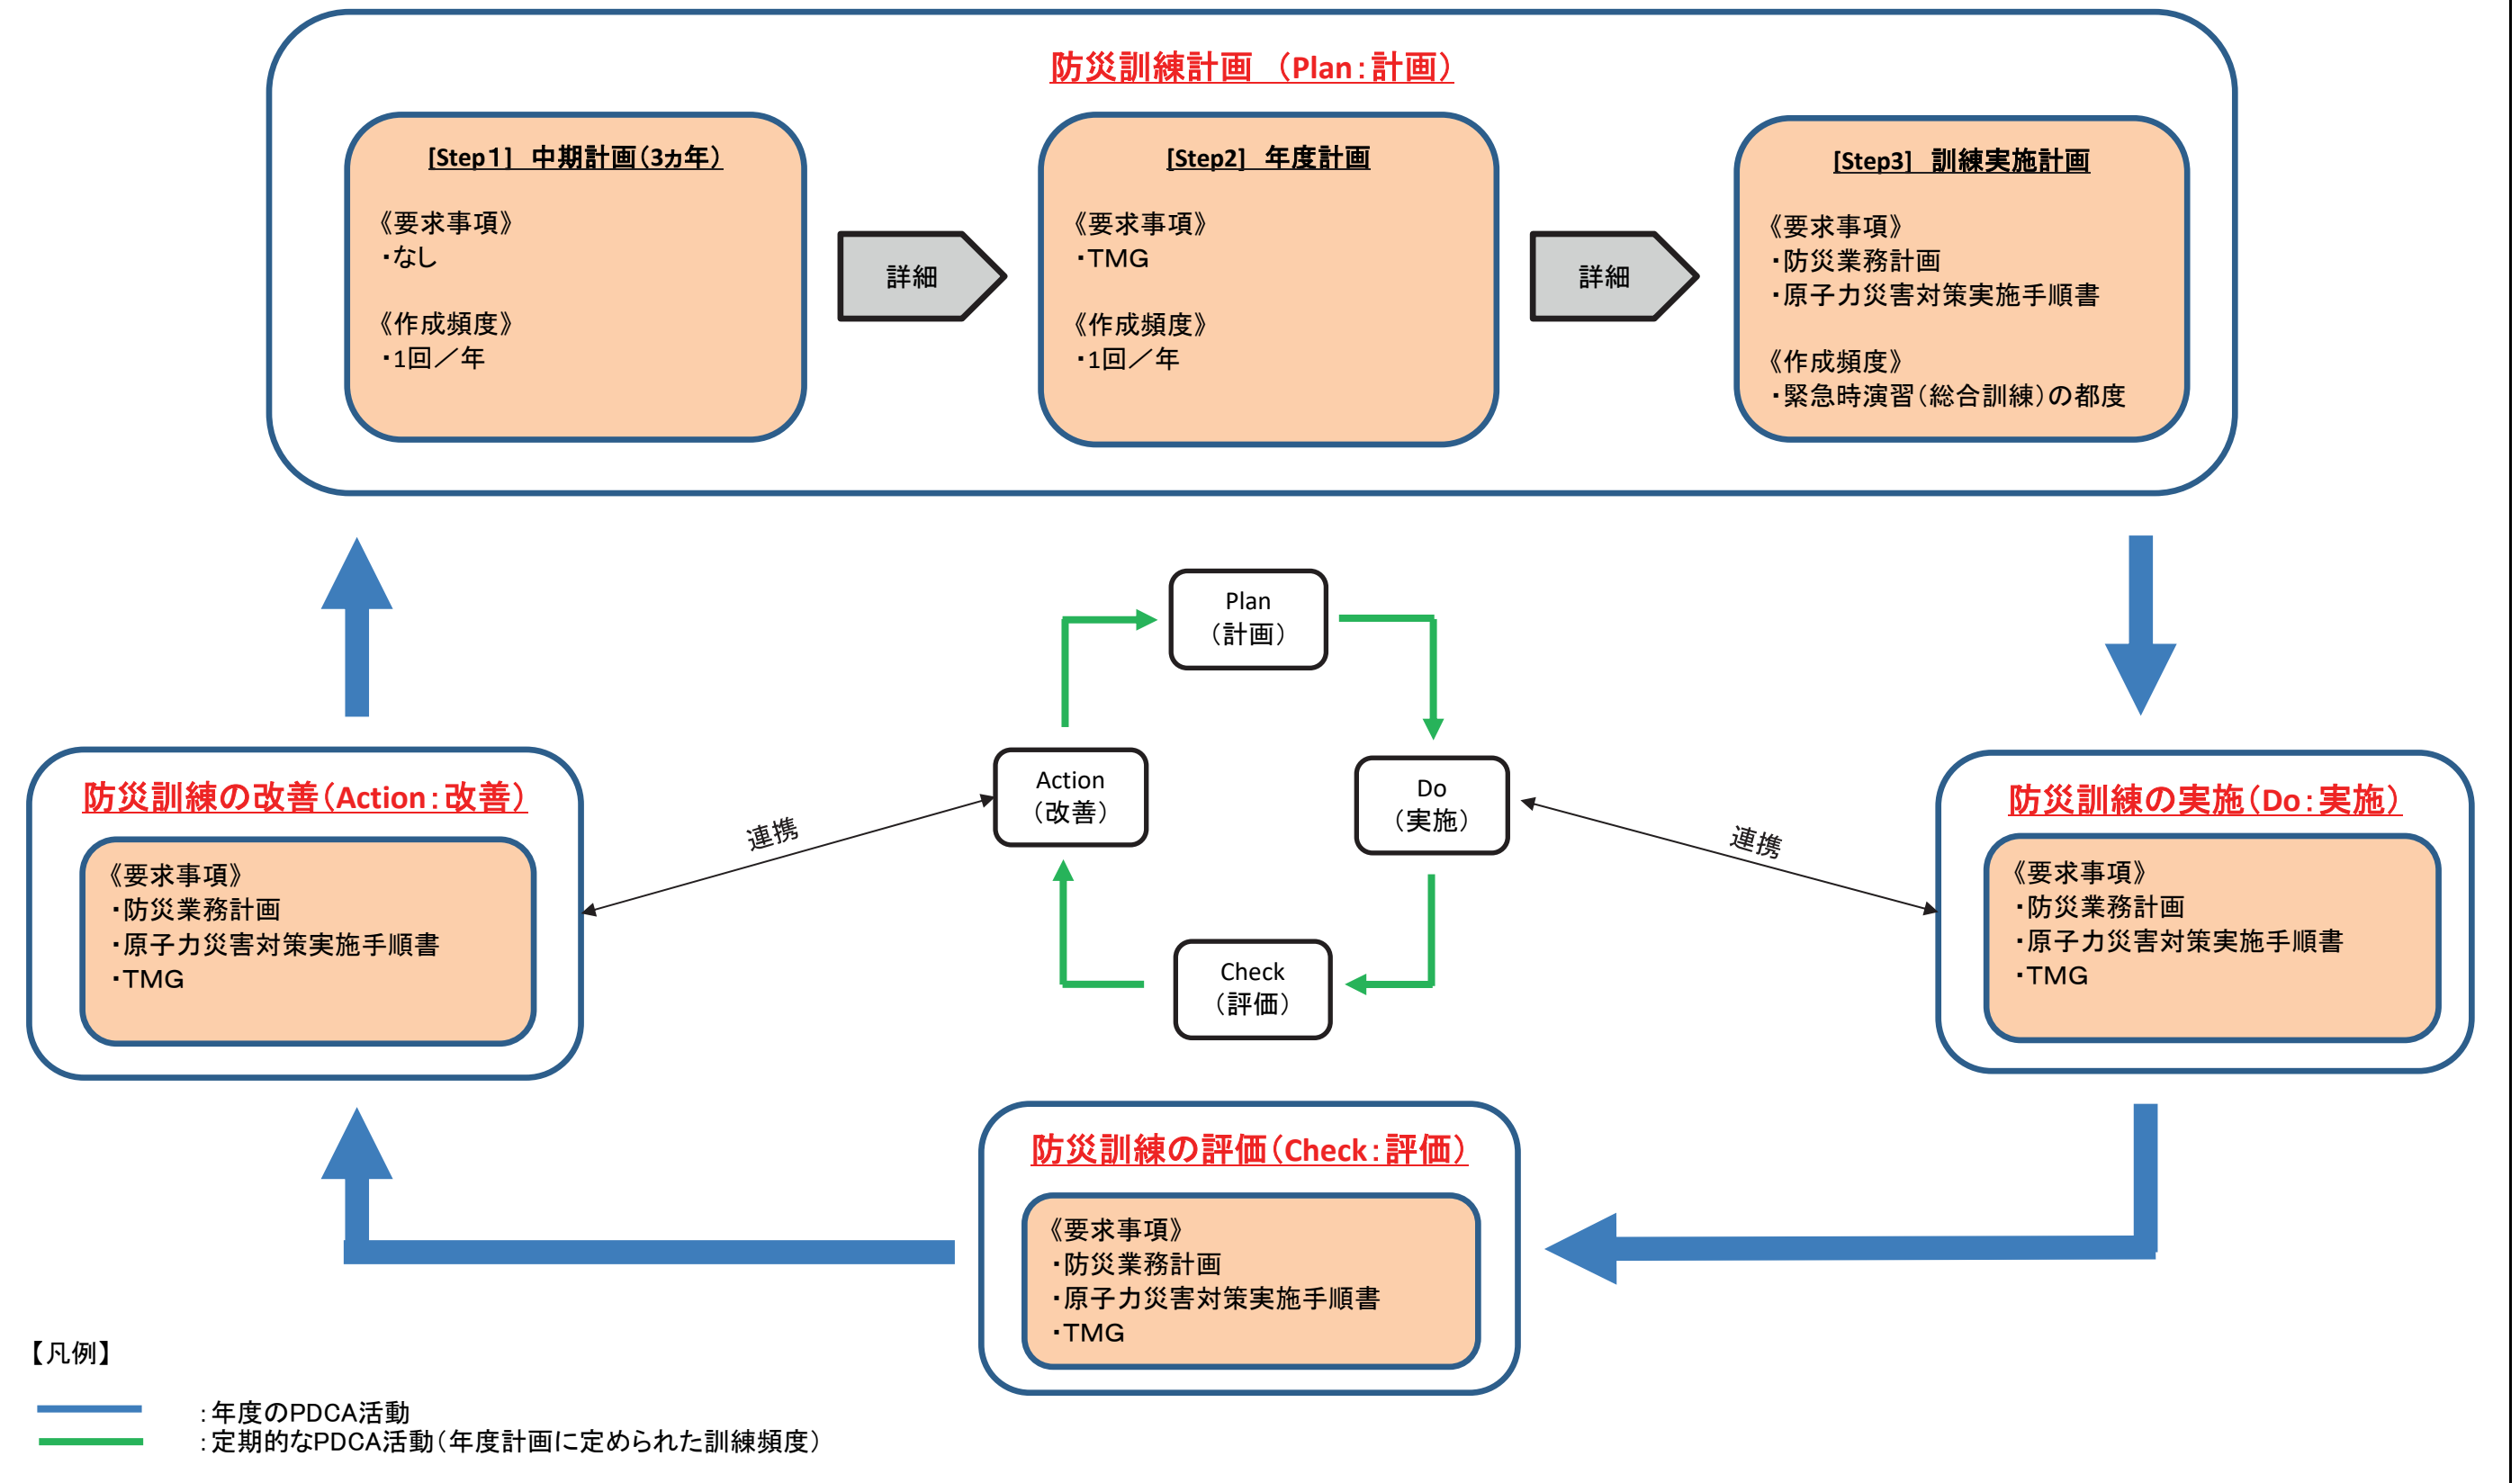 防災訓練計画 （Plan：計画）
[Step１] 中期計画（3ヵ年）
《要求事項》
・なし
《作成頻度》
・1回／年
詳細
[Step2] 年度計画
《要求事項》
・TMG
《作成頻度》
・1回／年
詳細
[Step3] 訓練実施計画
《要求事項》
・防災業務計画
・原子力災害対策実施手順書
《作成頻度》
・緊急時演習（総合訓練）の都度
Plan
（計画）
Action
（改善）
Do
（実施）
Check
（評価）
連携
連携
防災訓練の改善（Action：改善）
《要求事項》
・防災業務計画
・原子力災害対策実施手順書
・TMG
防災訓練の実施（Do：実施）
《要求事項》
・防災業務計画
・原子力災害対策実施手順書
・TMG
防災訓練の評価（Check：評価）
《要求事項》
・防災業務計画
・原子力災害対策実施手順書
・TMG
【凡例】
：年度のPDCA活動
：定期的なPDCA活動（年度計画に定められた訓練頻度）